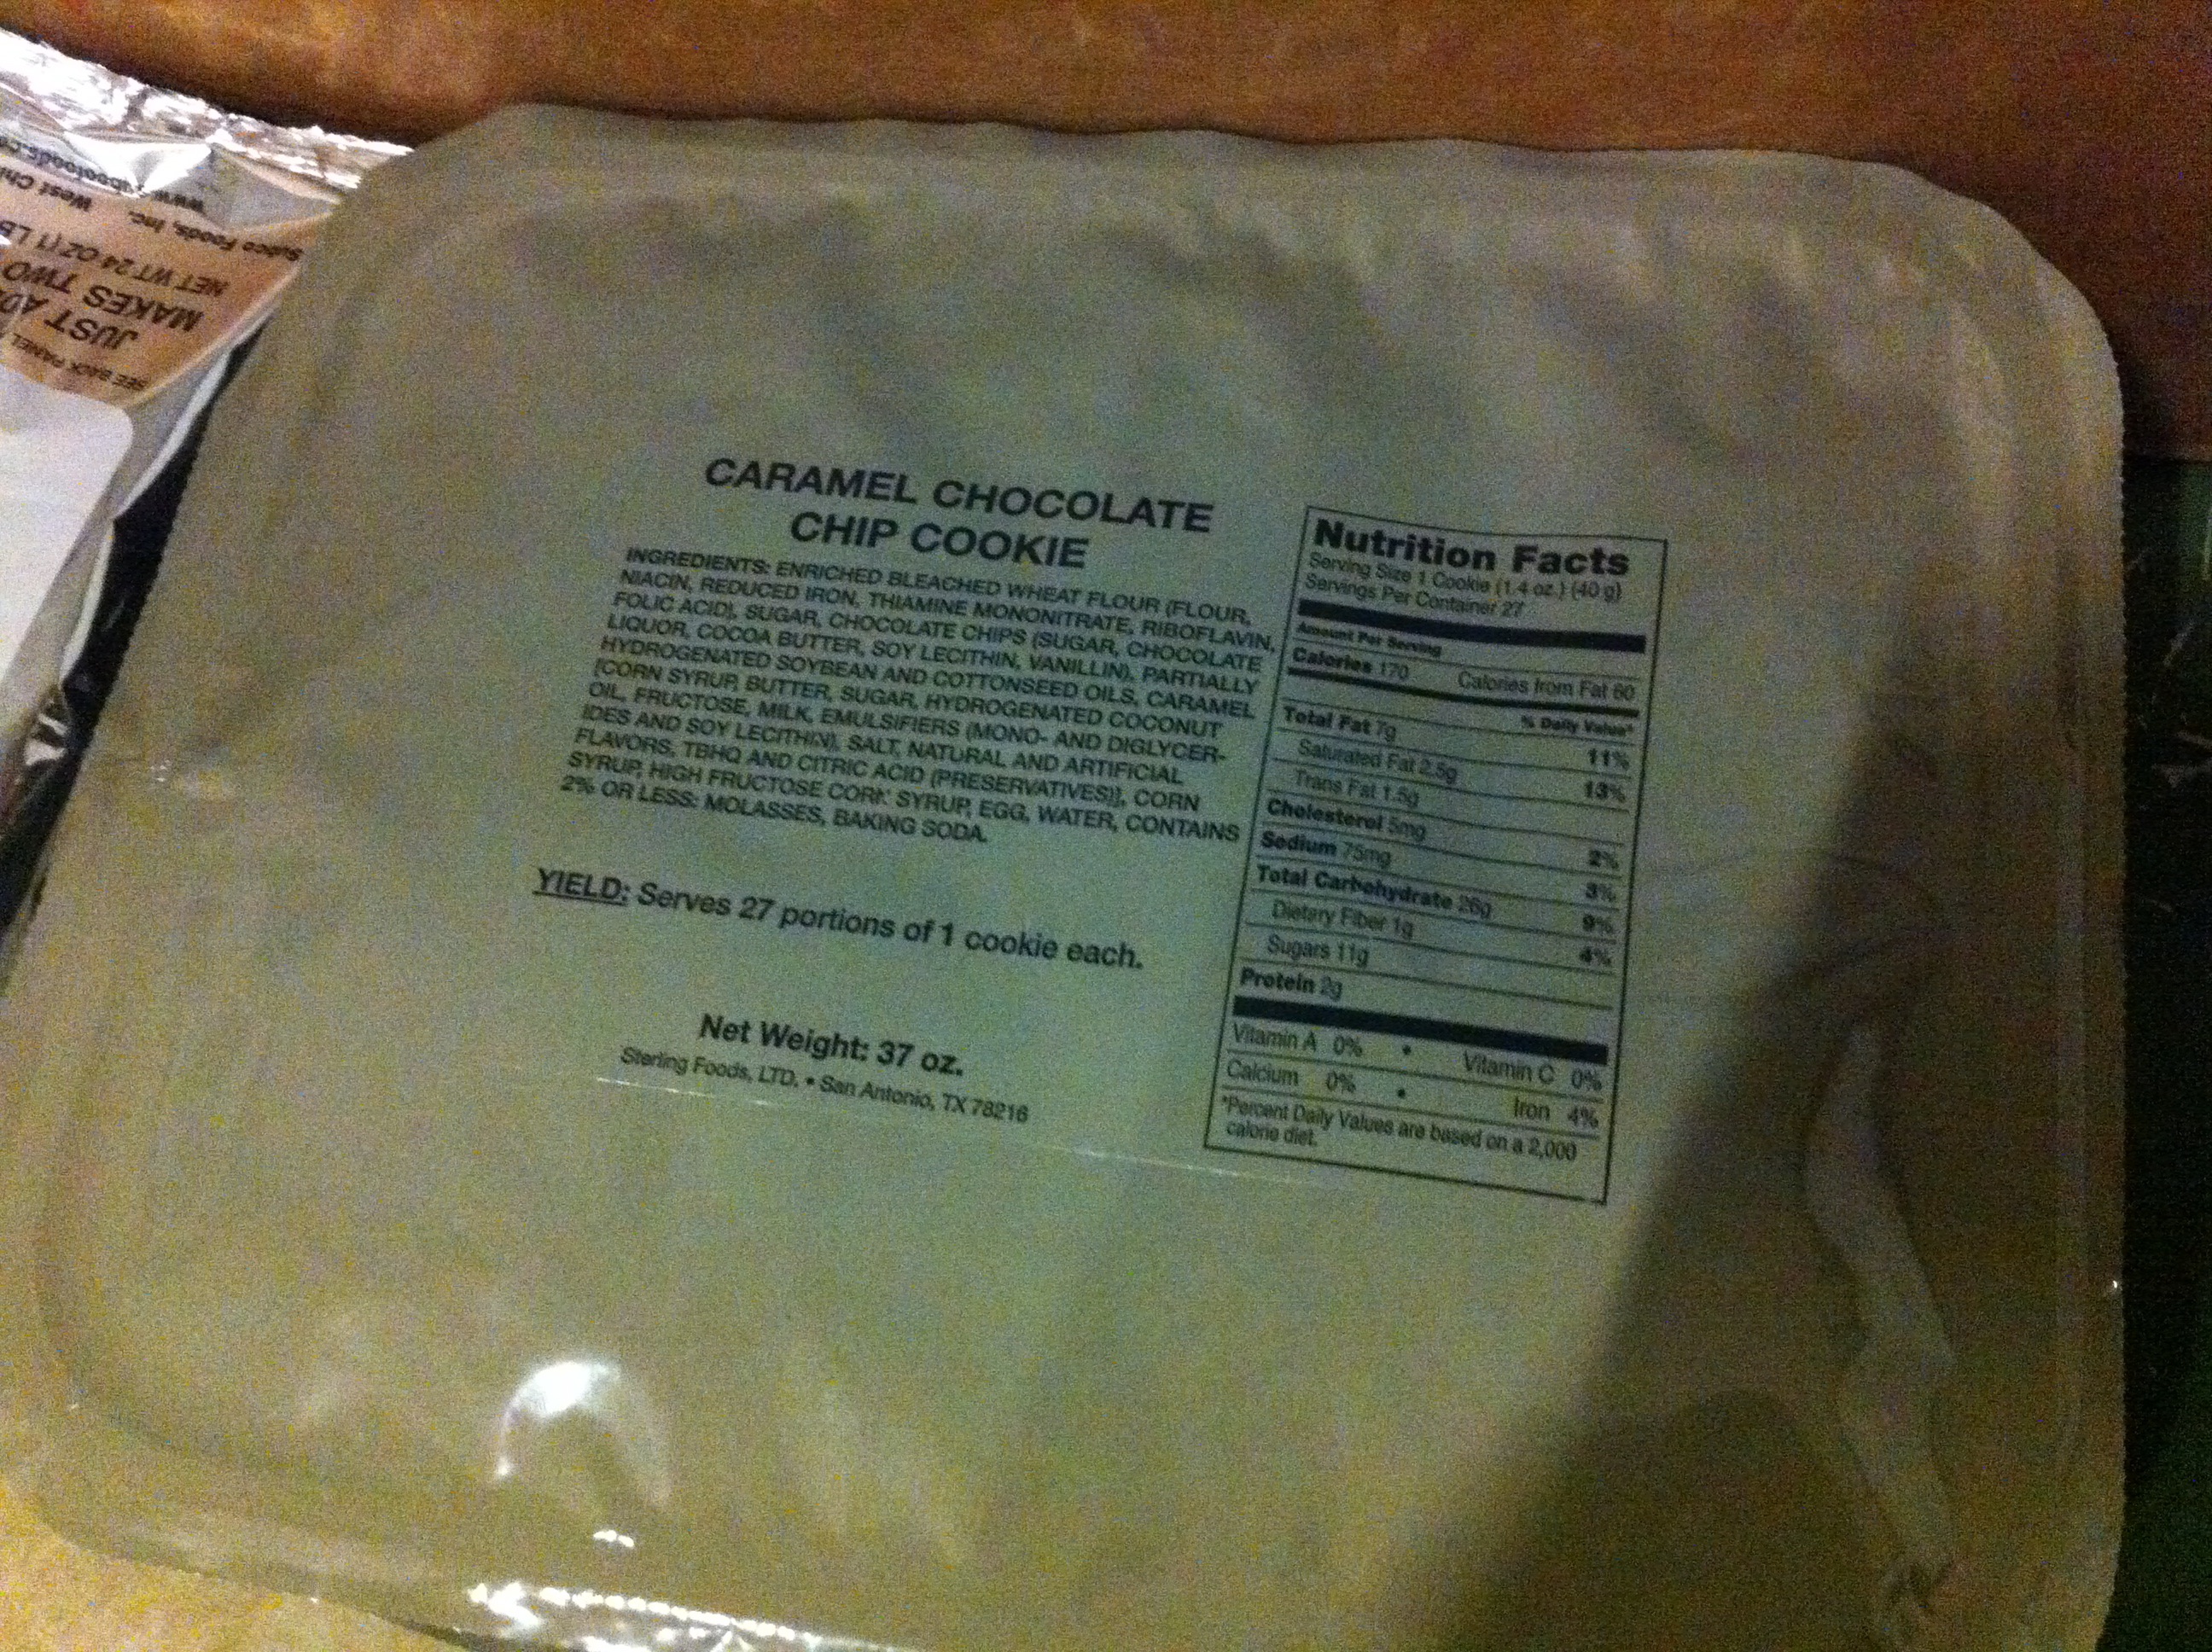 CARAMEL CHOCOLATE
CHIP COOKIE
INGREDIENTS: ENRICHED BLEACHED WHEAT FLOUR (FLOUR,
NIACIN, REDUCED IRON, THIAMINE MONONITRATE, RIBOFLAVIN,
FOLIC ACID), SUGAR, CHOCOLATE CHIPS (SUGAR, CHOCOLATE
LIQUOR, COCOA BUTTER, SOY LECITHIN, VANILLIN), PARTIALLY
HYDROGENATED SOYBEAN AND COTTONSEED OILS, CARAMEL
[CORN SYRUP, BUTTER, SUGAR, HYDROGENATED COCONUT
OIL, FRUCTOSE, MILK, EMULSIFIERS (MONO- AND DIGLYCER-
IDES AND SOY LECITHIN), SALT, NATURAL AND ARTIFICIAL
FLAVORS, TBHQ AND CITRIC ACID (PRESERVATIVES)], CORN
SYRUP, HIGH FRUCTOSE CORN SYRUP, EGG, WATER, CONTAINS
2% OR LESS: MOLASSES, BAKING SODA.
YIELD: Serves 27 portions of 1 cookie each.
Net Weight: 37 oz.
Sterling Foods, LTD. • San Antonio, TX 78216
Nutrition Facts
Serving Size 1 Cookie (1.4 oz.) (40 g)
Servings Per Container 27
Amount Per Serving
Calories 170 Calories from Fat 60
% Daily Value*
Total Fat 7g 11%
Saturated Fat 2.5g 13%
Trans Fat 1.5g
Cholesterol 5mg 2%
Sodium 75mg 3%
Total Carbohydrate 26g 9%
Dietary Fiber 1g 4%
Sugars 11g
Protein 2g
Vitamin A 0% • Vitamin C 0%
Calcium 0% • Iron 4%
*Percent Daily Values are based on a 2,000
calorie diet.
SEE BACK PANEL
JUST
MAKES TWO
NET WT 24 OZ (1 LB
Foods, Inc. West
www.